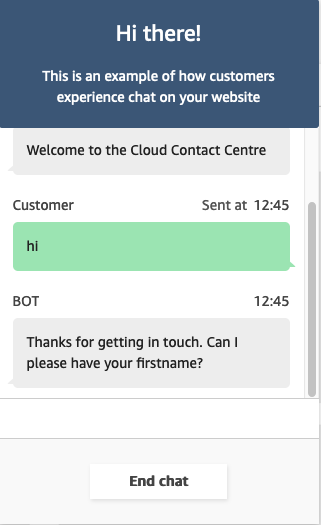 Hi there!
This is an example of how customers
experience chat on your website
Welcome to the Cloud Contact Centre
Customer Sent at 12:45
hi
BOT 12:45
Thanks for getting in touch. Can I
please have your firstname?
End chat